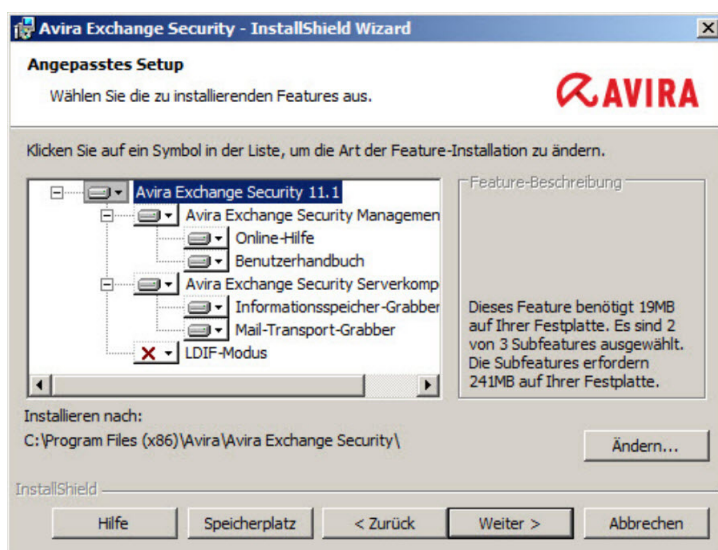 Avira Exchange Security - InstallShield Wizard
Angepasstes Setup
Wählen Sie die zu installierenden Features aus.
AVIRA
Klicken Sie auf ein Symbol in der Liste, um die Art der Feature-Installation zu ändern.
Avira Exchange Security 11.1
Avira Exchange Security Managemen
Online-Hilfe
Benutzerhandbuch
Avira Exchange Security Serverkomp
Informationsspeicher-Grabber
Mail-Transport-Grabber
LDIF-Modus
Feature-Beschreibung
Dieses Feature benötigt 19MB
auf Ihrer Festplatte. Es sind 2
von 3 Subfeatures ausgewählt.
Die Subfeatures erfordern
241MB auf Ihrer Festplatte.
Installieren nach:
C:\Program Files (x86)\Avira\Avira Exchange Security\
Ändern...
InstallShield
Hilfe
Speicherplatz
< Zurück
Weiter >
Abbrechen